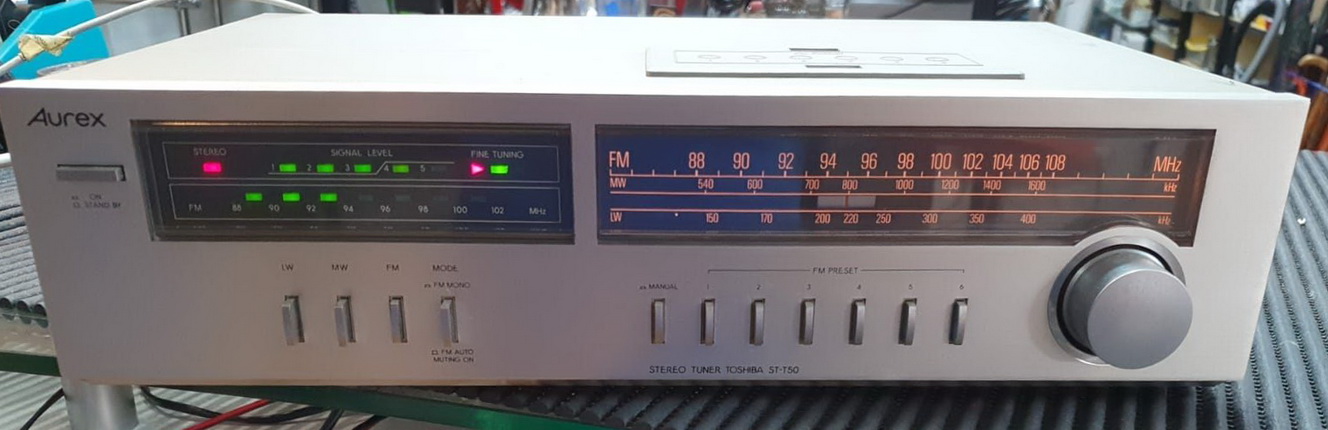 Aurex
ON
STAND BY
STEREO
SIGNAL LEVEL
FINE TUNING
1 2 3 4 5
FM 88 90 92 94 96 98 100 102 MHz
FM 88 90 92 94 96 98 100 102 104 106 108 MHz
MW 540 600 700 800 1000 1200 1400 1600 kHz
LW 150 170 200 220 250 300 350 400 kHz
LW MW FM MODE
FM MONO
FM AUTO
MUTING ON
FM PRESET
MANUAL 1 2 3 4 5 6
STEREO TUNER TOSHIBA ST-T50